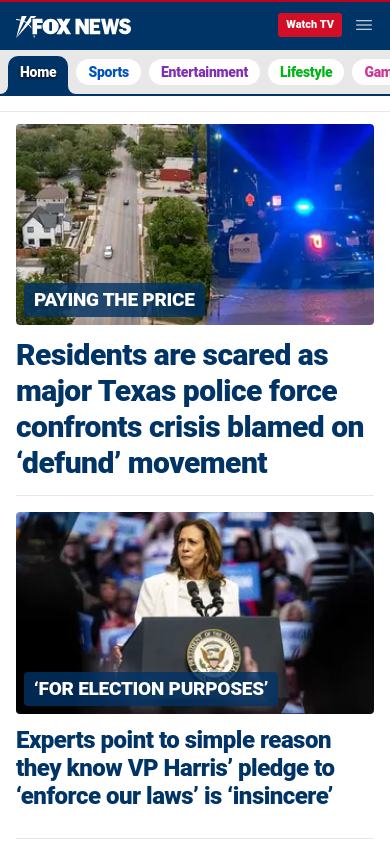 FOX NEWS
Watch TV
Home
Sports
Entertainment
Lifestyle
Gam
PAYING THE PRICE
Residents are scared as
major Texas police force
confronts crisis blamed on
‘defund’ movement
‘FOR ELECTION PURPOSES’
Experts point to simple reason
they know VP Harris’ pledge to
‘enforce our laws’ is ‘insincere’